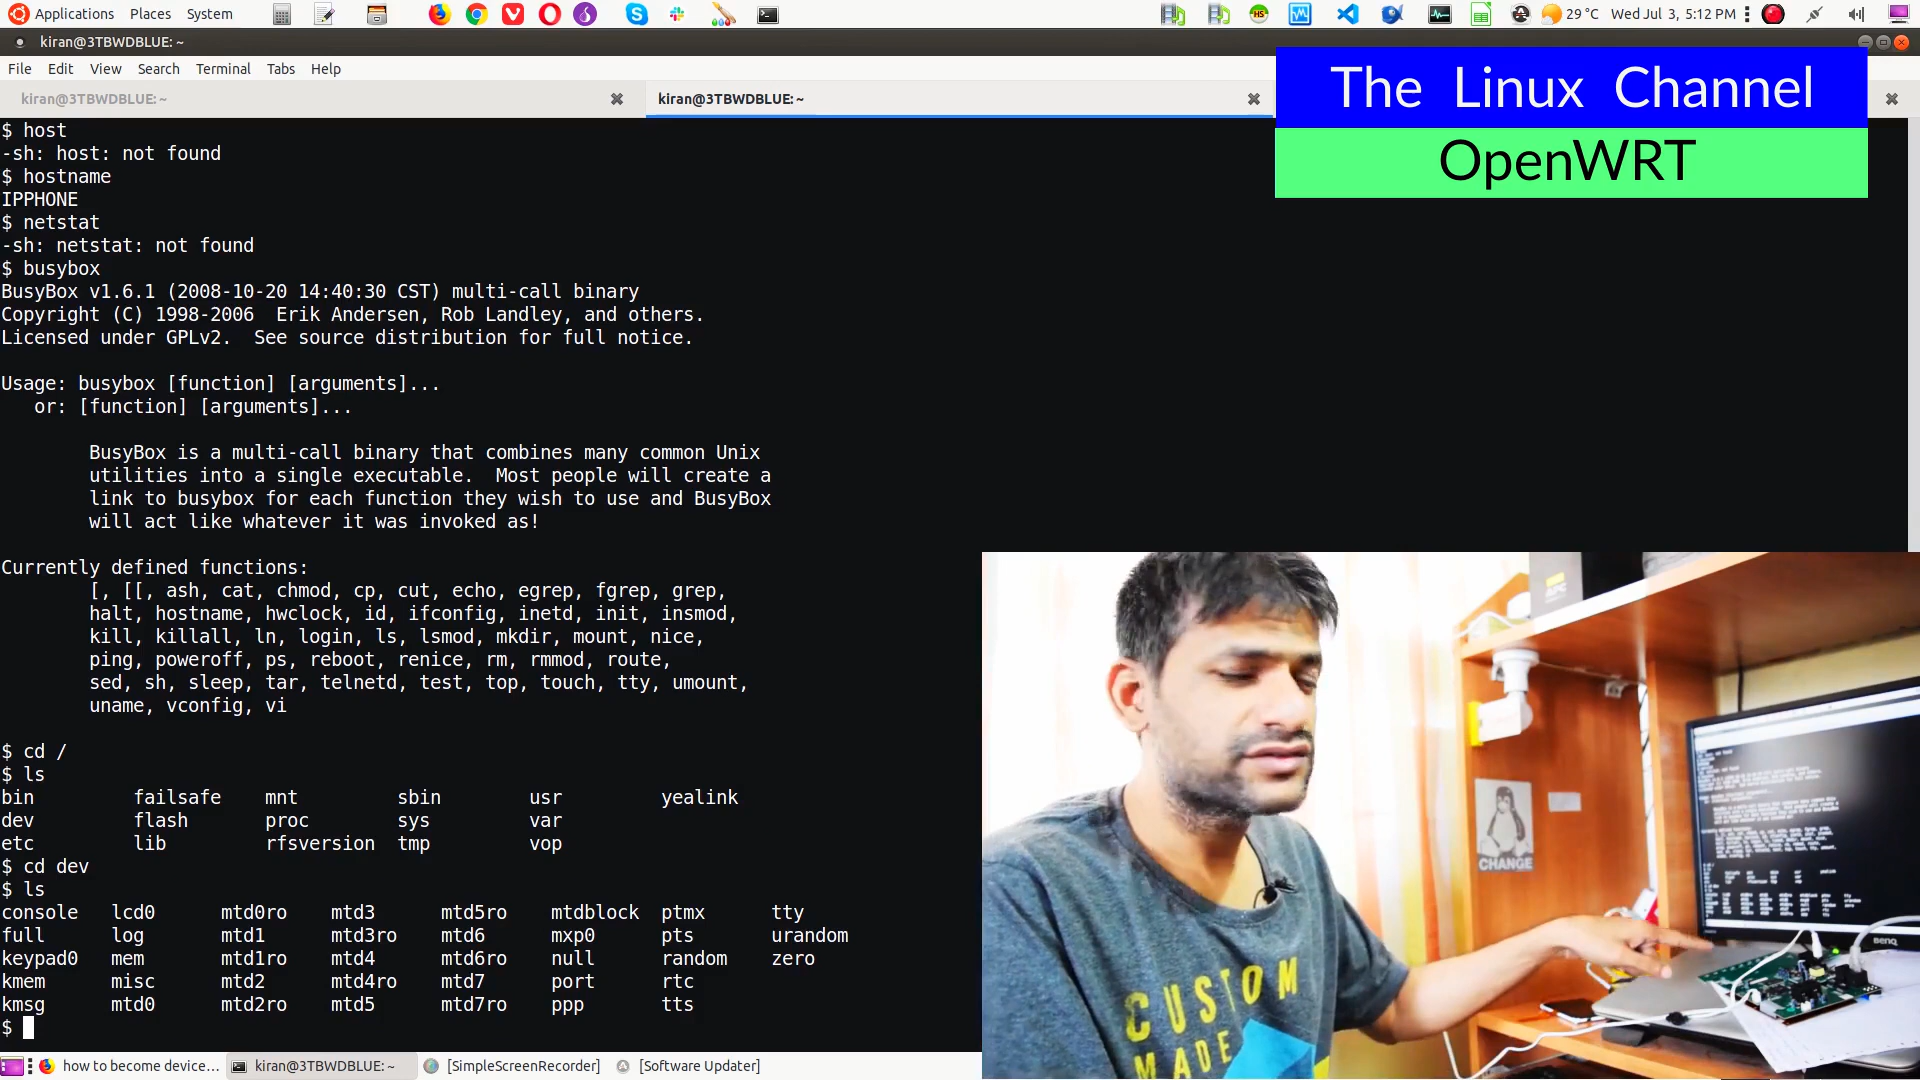 Applications Places System
29 °C Wed Jul 3, 5:12 PM
kiran@3TBWDBLUE: ~
File Edit View Search Terminal Tabs Help
kiran@3TBWDBLUE: ~ kiran@3TBWDBLUE: ~
The Linux Channel
OpenWRT
$ host
-sh: host: not found
$ hostname
IPPHONE
$ netstat
-sh: netstat: not found
$ busybox
BusyBox v1.6.1 (2008-10-20 14:40:30 CST) multi-call binary
Copyright (C) 1998-2006  Erik Andersen, Rob Landley, and others.
Licensed under GPLv2.  See source distribution for full notice.
Usage: busybox [function] [arguments]...
or: [function] [arguments]...
BusyBox is a multi-call binary that combines many common Unix
utilities into a single executable.  Most people will create a
link to busybox for each function they wish to use and BusyBox
will act like whatever it was invoked as!
Currently defined functions:
[, [[, ash, cat, chmod, cp, cut, echo, egrep, fgrep, grep,
halt, hostname, hwclock, id, ifconfig, inetd, init, insmod,
kill, killall, ln, login, ls, lsmod, mkdir, mount, nice,
ping, poweroff, ps, reboot, renice, rm, rmmod, route,
sed, sh, sleep, tar, telnetd, test, top, touch, tty, umount,
uname, vconfig, vi
$ cd /
$ ls
bin failsafe mnt sbin usr yealink
dev flash proc sys var
etc lib rfsversion tmp vop
$ cd dev
$ ls
console lcd0 mtd0ro mtd3 mtd5ro mtdblock ptmx tty
full log mtd1 mtd3ro mtd6 mxp0 pts urandom
keypad0 mem mtd1ro mtd4 mtd6ro null random zero
kmem misc mtd2 mtd4ro mtd7 port rtc
kmsg mtd0 mtd2ro mtd5 mtd7ro ppp tts
$
APC
CHANGE
BenQ
CUSTOM
MADE
how to become device... kiran@3TBWDBLUE: ~ [SimpleScreenRecorder] [Software Updater]